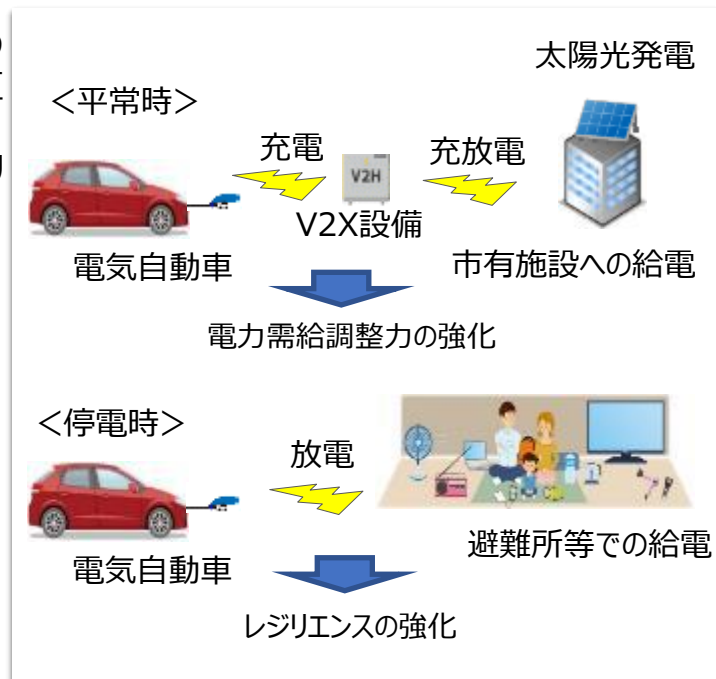 太陽光発電
＜平常時＞
充電
充放電
V2H
V2X設備
電気自動車
市有施設への給電
電力需給調整力の強化
＜停電時＞
放電
避難所等での給電
電気自動車
レジリエンスの強化